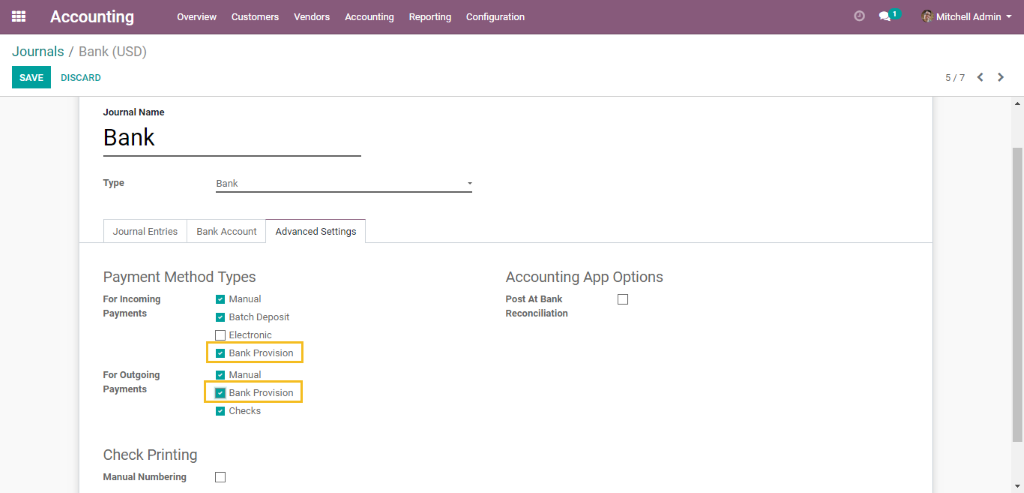 Accounting Overview Customers Vendors Accounting Reporting Configuration 1 Mitchell Admin
Journals / Bank (USD)
SAVE DISCARD 5 / 7
Journal Name
Bank
Type Bank
Journal Entries Bank Account Advanced Settings
Payment Method Types
For Incoming Payments
Manual
Batch Deposit
Electronic
Bank Provision
For Outgoing Payments
Manual
Bank Provision
Checks
Accounting App Options
Post At Bank
Reconciliation
Check Printing
Manual Numbering